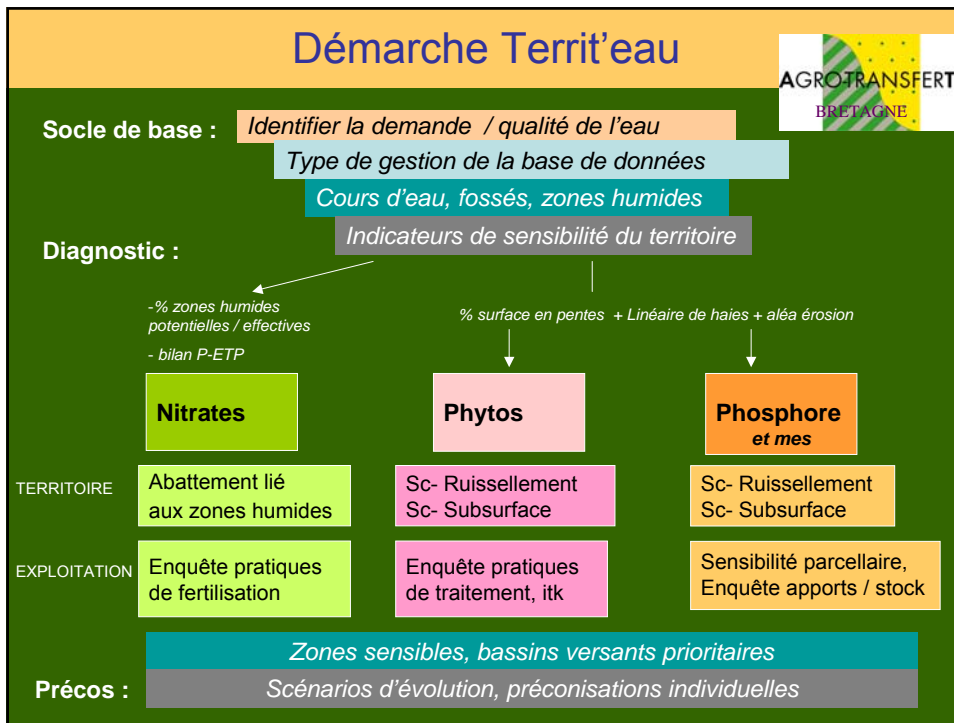 Démarche Territ'eau
AGRO-TRANSFERT
BRETAGNE
Socle de base :
Identifier la demande / qualité de l'eau
Type de gestion de la base de données
Cours d'eau, fossés, zones humides
Indicateurs de sensibilité du territoire
Diagnostic :
-% zones humides
potentielles / effectives
- bilan P-ETP
% surface en pentes + Linéaire de haies + aléa érosion
Nitrates
Phytos
Phosphore
et mes
TERRITOIRE
Abattement lié
aux zones humides
Sc- Ruissellement
Sc- Subsurface
Sc- Ruissellement
Sc- Subsurface
EXPLOITATION
Enquête pratiques
de fertilisation
Enquête pratiques
de traitement, itk
Sensibilité parcellaire,
Enquête apports / stock
Zones sensibles, bassins versants prioritaires
Précos :
Scénarios d'évolution, préconisations individuelles